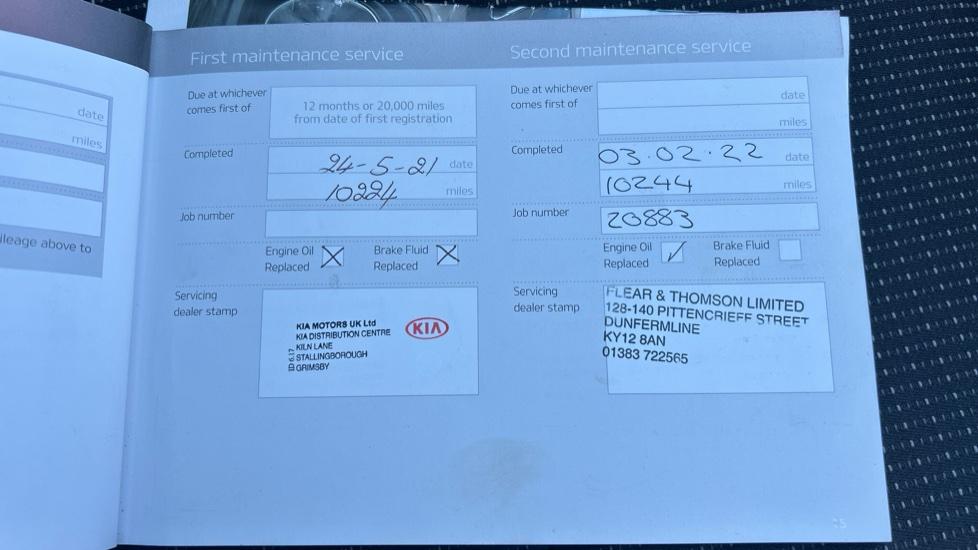 date
miles
ileage above to
First maintenance service
Due at whichever
comes first of
12 months or 20,000 miles
from date of first registration
Completed
24-5-21 date
10224 miles
Job number
Engine Oil
Replaced
Brake Fluid
Replaced
Servicing
dealer stamp
KIA MOTORS UK Ltd
KIA DISTRIBUTION CENTRE
KILN LANE
STALLINGBOROUGH
GRIMSBY
KIA
Second maintenance service
Due at whichever
comes first of
date
miles
Completed
03.02.22 date
10244 miles
Job number
20883
Engine Oil
Replaced
Brake Fluid
Replaced
Servicing
dealer stamp
FLEAR & THOMSON LIMITED
128-140 PITTENCRIEFF STREET
DUNFERMLINE
KY12 8AN
01383 722565